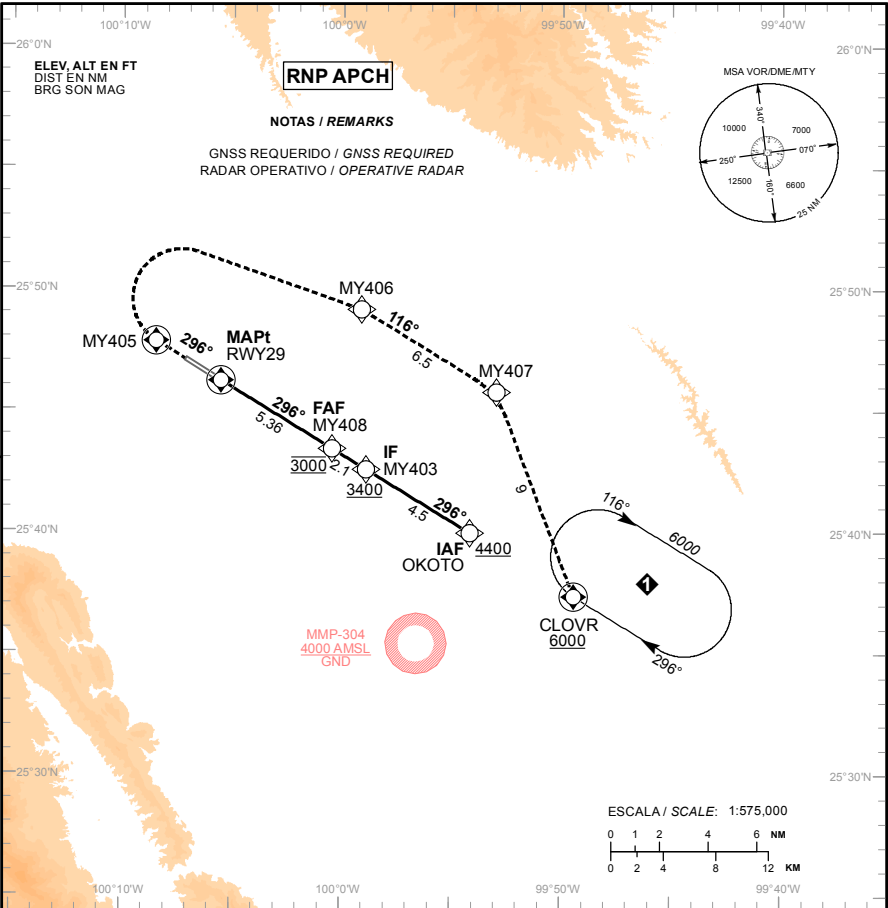 100°10'W
100°0'W
99°50'W
99°40'W
26°0'N
26°0'N
ELEV, ALT EN FT
DIST EN NM
BRG SON MAG
RNP APCH
NOTAS / REMARKS
GNSS REQUERIDO / GNSS REQUIRED
RADAR OPERATIVO / OPERATIVE RADAR
MSA VOR/DME/MTY
340°
10000
7000
250°
070°
12500
6600
160°
25 NM
25°50'N
25°50'N
MY406
MY405
296°
MAPt
RWY29
116°
6.5
MY407
296°
5.36
FAF
MY408
3000
2.1
IF
MY403
3400
296°
4.5
9
25°40'N
25°40'N
IAF
OKOTO
4400
116°
6000
1
CLOVR
6000
296°
MMP-304
4000 AMSL
GND
25°30'N
25°30'N
ESCALA / SCALE: 1:575,000
0 1 2 4 6 NM
0 2 4 8 12 KM
100°10'W
100°0'W
99°50'W
99°40'W